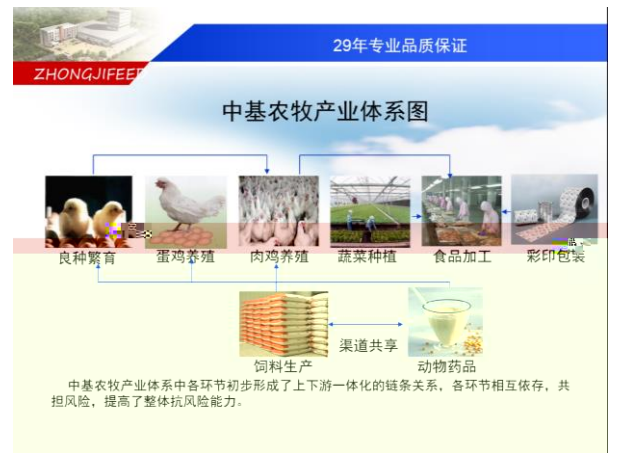 29年专业品质保证
ZHONGJIFEED
中基农牧产业体系图
良种繁育
蛋鸡养殖
肉鸡养殖
蔬菜种植
食品加工
彩印包装
饲料生产
渠道共享
动物药品
中基农牧产业体系中各环节初步形成了上下游一体化的链条关系，各环节相互依存，共
担风险，提高了整体抗风险能力。